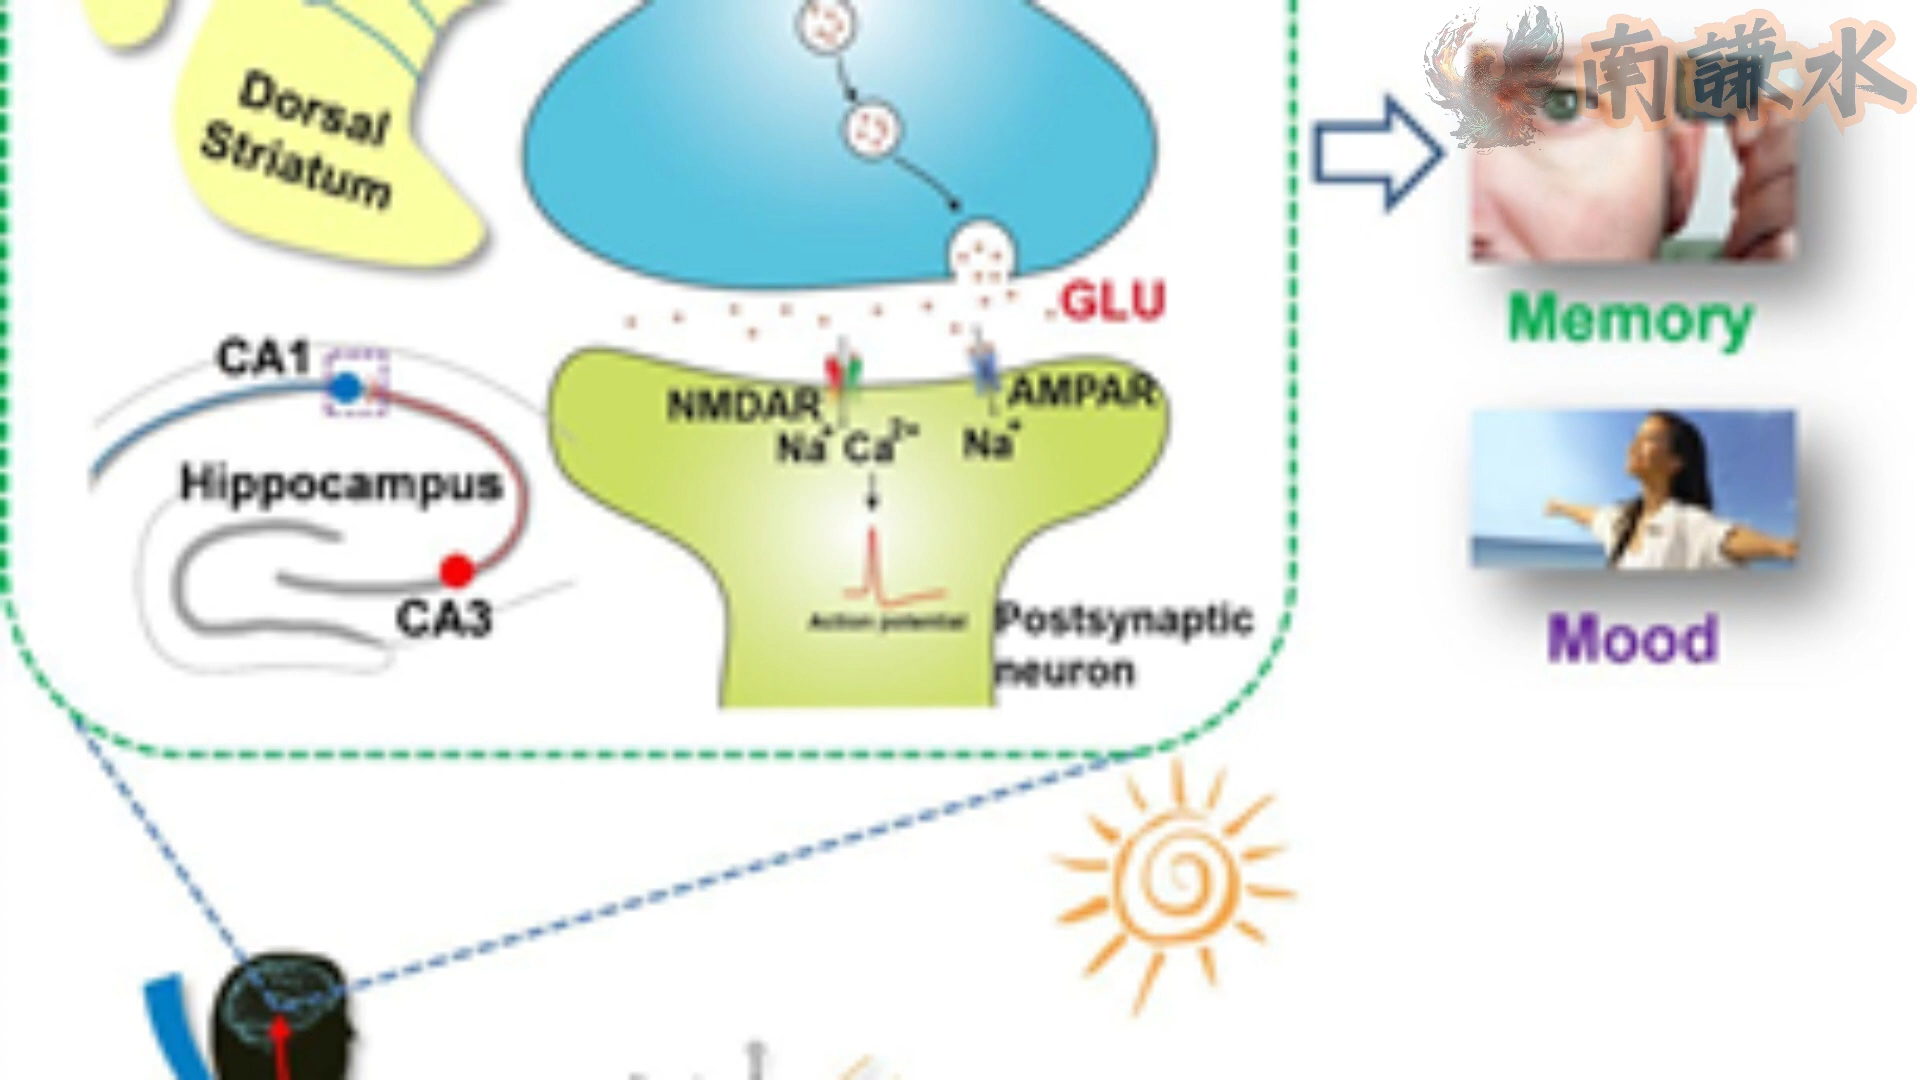 南謙水
Dorsal
Striatum
GLU
Memory
CA1
NMDAR
AMPAR
Na⁺ Ca²⁺
Na⁺
Hippocampus
CA3
Action potential
Postsynaptic
neuron
Mood